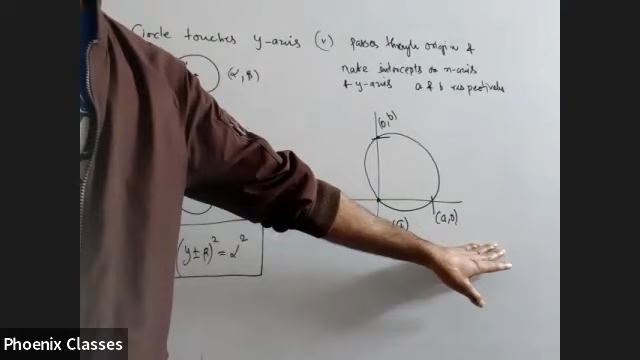 Circle touches y-axis
(α, β)
(y ± β)² = α²
(v) Passes through origin &
make intercepts on x-axis
& y-axis a & b respectively
(0,b)
(a,0)
Phoenix Classes